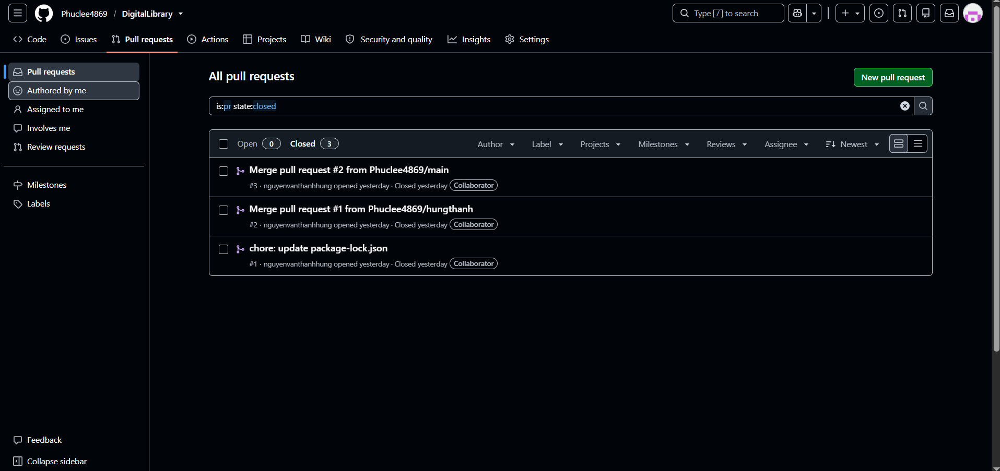 Phuclee4869 / DigitalLibrary
Type / to search
Code Issues Pull requests Actions Projects Wiki Security and quality Insights Settings
Pull requests
Authored by me
Assigned to me
Involves me
Review requests
Milestones
Labels
Feedback
Collapse sidebar
All pull requests
New pull request
is:pr state:closed
Open 0 Closed 3 Author Label Projects Milestones Reviews Assignee Newest
Merge pull request #2 from Phuclee4869/main
#3 · nguyenvanthanhhung opened yesterday · Closed yesterday Collaborator
Merge pull request #1 from Phuclee4869/hungthanh
#2 · nguyenvanthanhhung opened yesterday · Closed yesterday Collaborator
chore: update package-lock.json
#1 · nguyenvanthanhhung opened yesterday · Closed yesterday Collaborator